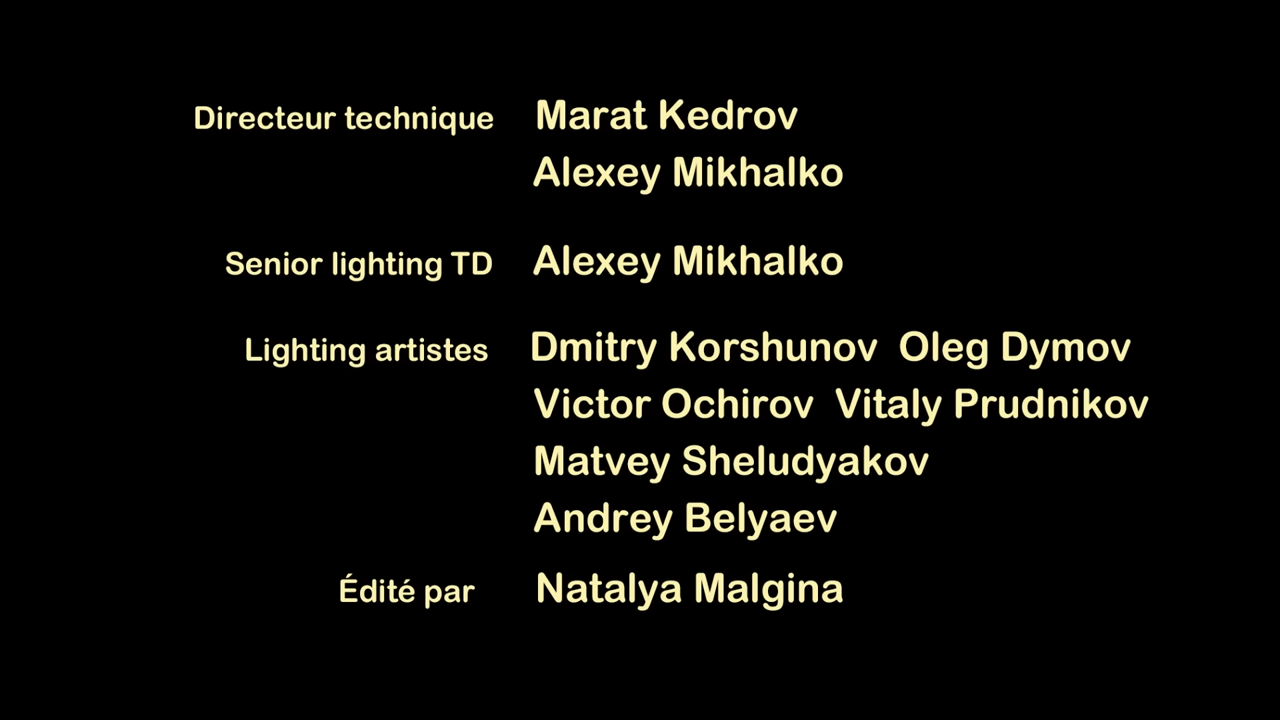 Directeur technique Marat Kedrov
Alexey Mikhalko
Senior lighting TD Alexey Mikhalko
Lighting artistes Dmitry Korshunov Oleg Dymov
Victor Ochirov Vitaly Prudnikov
Matvey Sheludyakov
Andrey Belyaev
Édité par Natalya Malgina